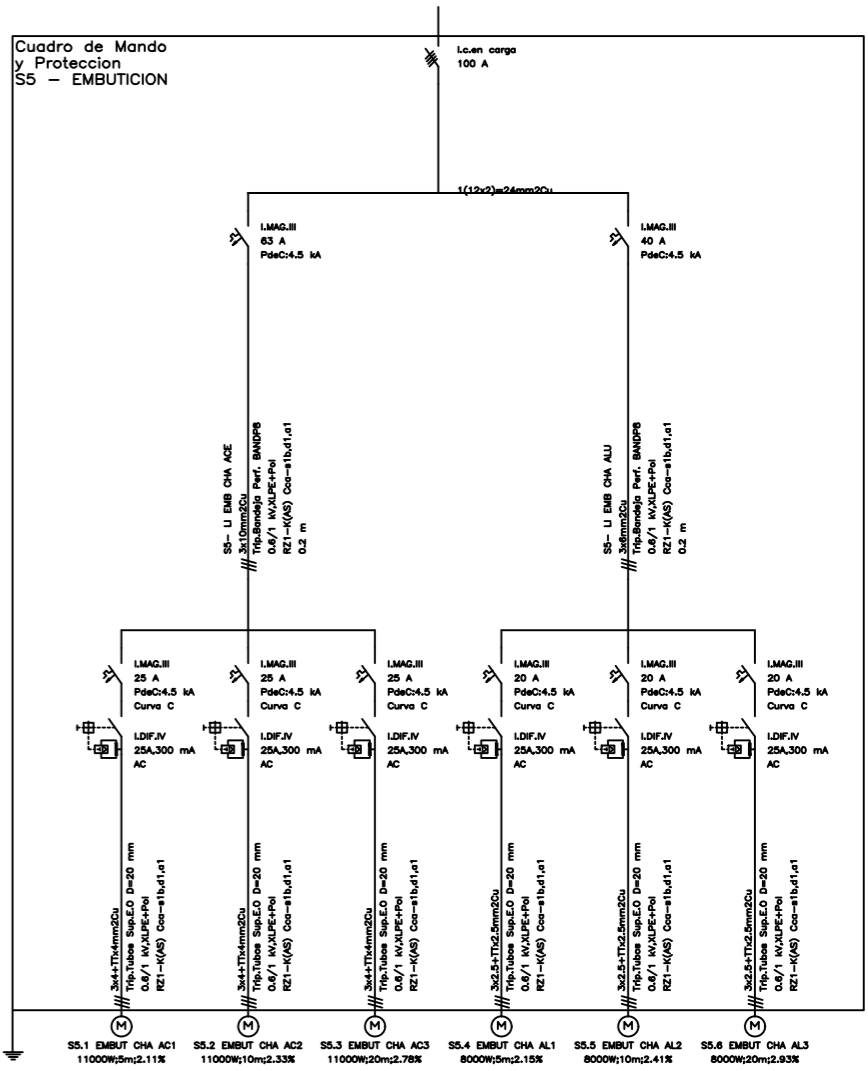 Cuadro de Mando
y Proteccion
S5 - EMBUTICION
I.c.en carga
100 A
1(12x2)=24mm2Cu
I.MAG.III
63 A
PdeC:4.5 kA
I.MAG.III
40 A
PdeC:4.5 kA
S5- LI EMB CHA ACE
3x10mm2Cu
Trip.Bandeja Perf. BANDPB
0.6/1 kV,XLPE+Pol
RZ1-K(AS) Cca-s1b,d1,a1
0.2 m
S5- LI EMB CHA ALU
3x6mm2Cu
Trip.Bandeja Perf. BANDPB
0.6/1 kV,XLPE+Pol
RZ1-K(AS) Cca-s1b,d1,a1
0.2 m
I.MAG.III
25 A
PdeC:4.5 kA
Curva C
I.DIF.IV
25A,300 mA
AC
I.MAG.III
25 A
PdeC:4.5 kA
Curva C
I.DIF.IV
25A,300 mA
AC
I.MAG.III
25 A
PdeC:4.5 kA
Curva C
I.DIF.IV
25A,300 mA
AC
I.MAG.III
20 A
PdeC:4.5 kA
Curva C
I.DIF.IV
25A,300 mA
AC
I.MAG.III
20 A
PdeC:4.5 kA
Curva C
I.DIF.IV
25A,300 mA
AC
I.MAG.III
20 A
PdeC:4.5 kA
Curva C
I.DIF.IV
25A,300 mA
AC
3x4+TTx4mm2Cu
Trip.Tubos Sup.E.O D=20 mm
0.6/1 kV,XLPE+Pol
RZ1-K(AS) Cca-s1b,d1,a1
3x4+TTx4mm2Cu
Trip.Tubos Sup.E.O D=20 mm
0.6/1 kV,XLPE+Pol
RZ1-K(AS) Cca-s1b,d1,a1
3x4+TTx4mm2Cu
Trip.Tubos Sup.E.O D=20 mm
0.6/1 kV,XLPE+Pol
RZ1-K(AS) Cca-s1b,d1,a1
3x2.5+TTx2.5mm2Cu
Trip.Tubos Sup.E.O D=20 mm
0.6/1 kV,XLPE+Pol
RZ1-K(AS) Cca-s1b,d1,a1
3x2.5+TTx2.5mm2Cu
Trip.Tubos Sup.E.O D=20 mm
0.6/1 kV,XLPE+Pol
RZ1-K(AS) Cca-s1b,d1,a1
3x2.5+TTx2.5mm2Cu
Trip.Tubos Sup.E.O D=20 mm
0.6/1 kV,XLPE+Pol
RZ1-K(AS) Cca-s1b,d1,a1
M
M
M
M
M
M
S5.1 EMBUT CHA AC1
11000W;5m;2.11%
S5.2 EMBUT CHA AC2
11000W;10m;2.33%
S5.3 EMBUT CHA AC3
11000W;20m;2.78%
S5.4 EMBUT CHA AL1
8000W;5m;2.15%
S5.5 EMBUT CHA AL2
8000W;10m;2.41%
S5.6 EMBUT CHA AL3
8000W;20m;2.93%